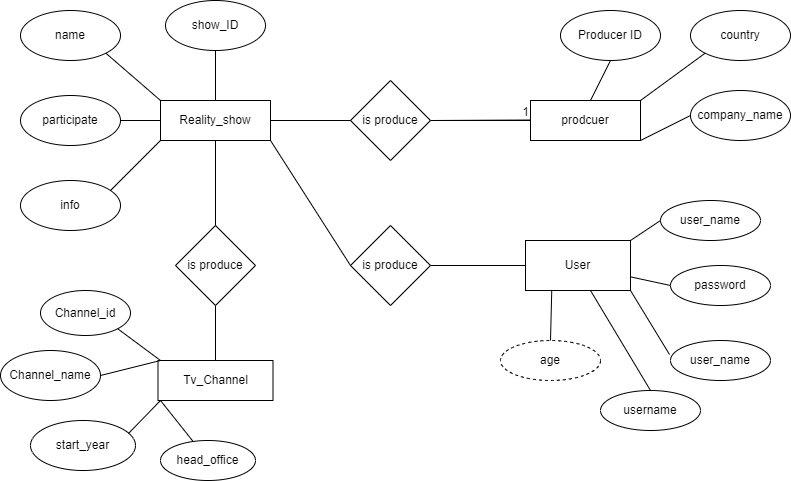 show_ID
name
Producer ID
country
participate
Reality_show
is produce
1
prodcuer
company_name
info
user_name
is produce
is produce
User
password
Channel_id
age
user_name
Channel_name
Tv_Channel
username
start_year
head_office